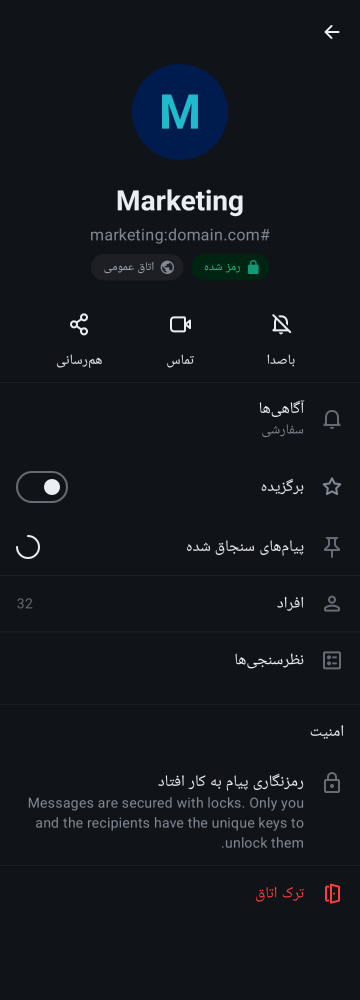 M
Marketing
#marketing:domain.com
رمز شده
اتاق عمومی
باصدا
تماس
هم‌رسانی
آگاهی‌ها
سفارشی
برگزیده
پیام‌های سنجاق شده
افراد
32
نظرسنجی‌ها
امنیت
رمزنگاری پیام به کار افتاد
Messages are secured with locks. Only you
and the recipients have the unique keys to
unlock them.
ترک اتاق